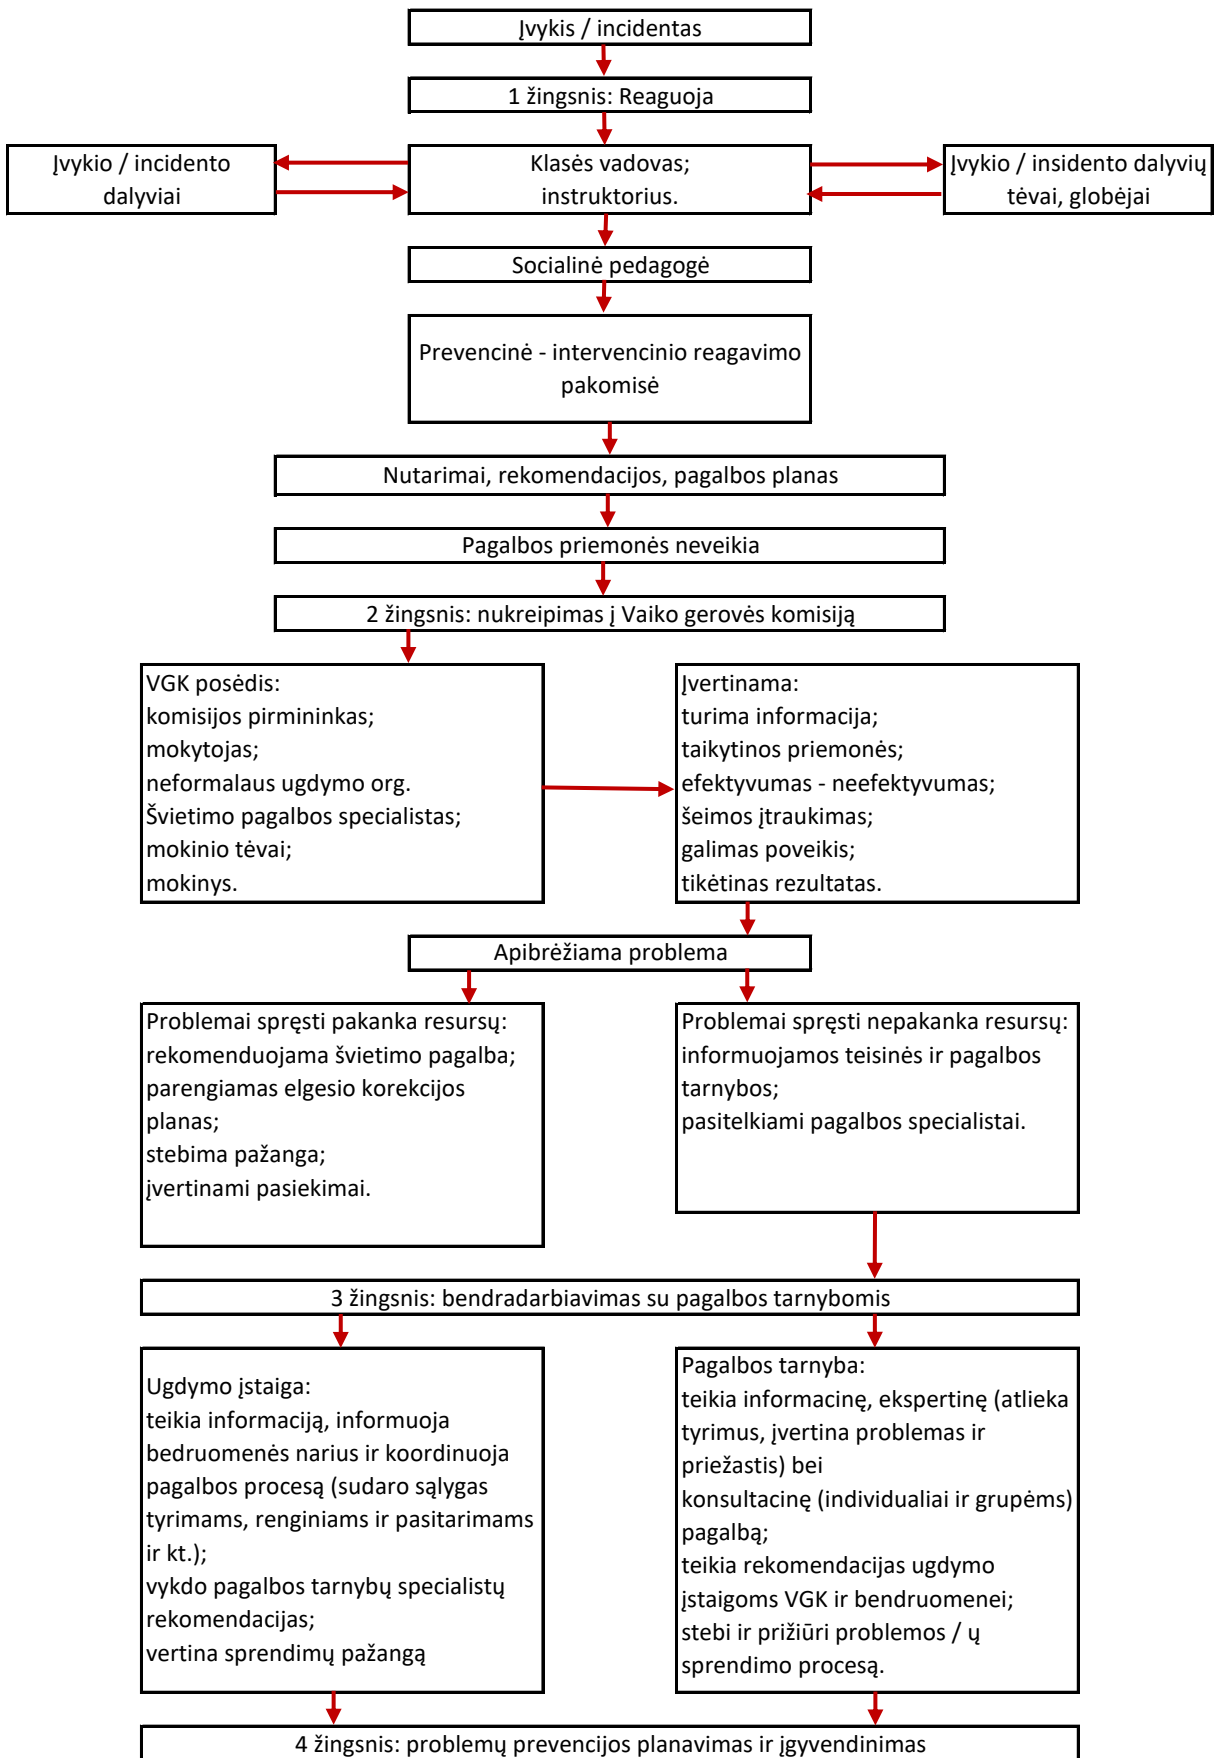 Įvykis / incidentas
1 žingsnis: Reaguoja
Įvykio / incidento
dalyviai
Klasės vadovas;
instruktorius.
Įvykio / insidento dalyvių
tėvai, globėjai
Socialinė pedagogė
Prevencinė - intervencinio reagavimo
pakomisė
Nutarimai, rekomendacijos, pagalbos planas
Pagalbos priemonės neveikia
2 žingsnis: nukreipimas į Vaiko gerovės komisiją
VGK posėdis:
komisijos pirmininkas;
mokytojas;
neformalaus ugdymo org.
Švietimo pagalbos specialistas;
mokinio tėvai;
mokinys.
Įvertinama:
turima informacija;
taikytinos priemonės;
efektyvumas - neefektyvumas;
šeimos įtraukimas;
galimas poveikis;
tikėtinas rezultatas.
Apibrėžiama problema
Problemai spręsti pakanka resursų:
rekomenduojama švietimo pagalba;
parengiamas elgesio korekcijos
planas;
stebima pažanga;
įvertinami pasiekimai.
Problemai spręsti nepakanka resursų:
informuojamos teisinės ir pagalbos
tarnybos;
pasitelkiami pagalbos specialistai.
3 žingsnis: bendradarbiavimas su pagalbos tarnybomis
Ugdymo įstaiga:
teikia informaciją, informuoja
bedruomenės narius ir koordinuoja
pagalbos procesą (sudaro sąlygas
tyrimams, renginiams ir pasitarimams
ir kt.);
vykdo pagalbos tarnybų specialistų
rekomendacijas;
vertina sprendimų pažangą
Pagalbos tarnyba:
teikia informacinę, ekspertinę (atlieka
tyrimus, įvertina problemas ir
priežastis) bei
konsultacinę (individualiai ir grupėms)
pagalbą;
teikia rekomendacijas ugdymo
įstaigoms VGK ir bendruomenei;
stebi ir prižiūri problemos / ų
sprendimo procesą.
4 žingsnis: problemų prevencijos planavimas ir įgyvendinimas